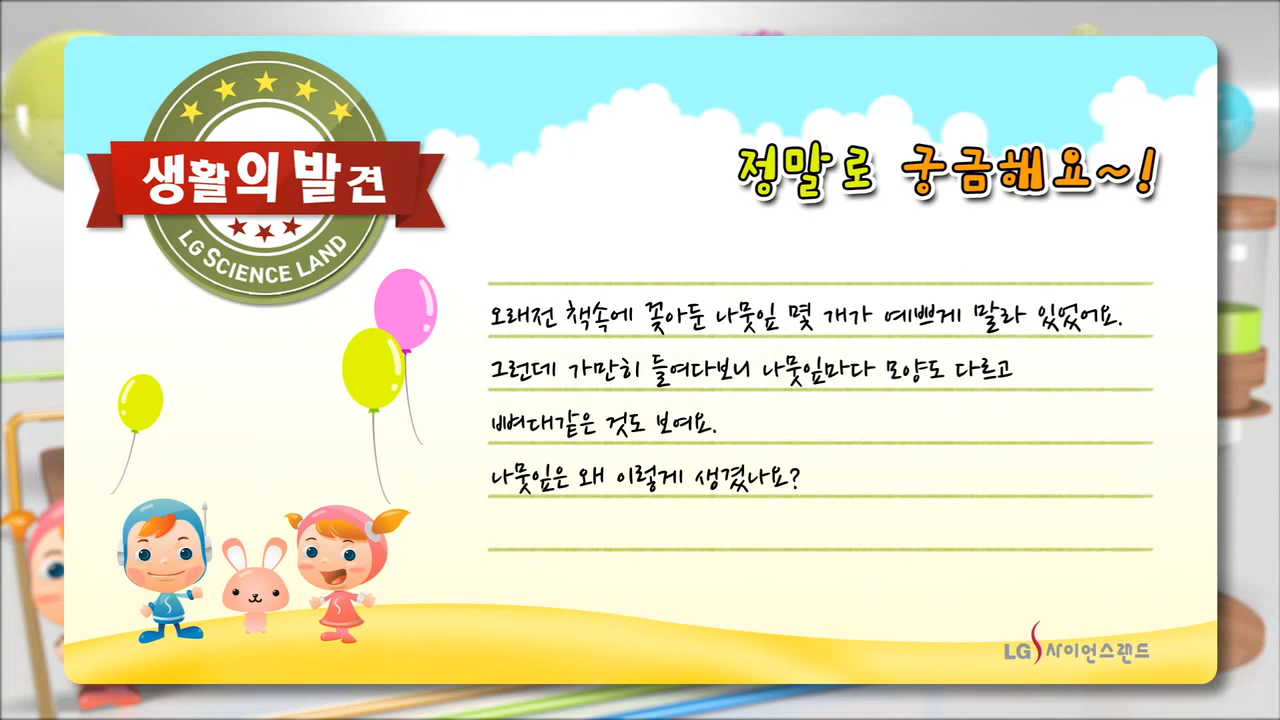 생활의 발견
LG SCIENCE LAND
정말로 궁금해요~!
오래전 책속에 꽂아둔 나뭇잎 몇 개가 예쁘게 말라 있었어요.
그런데 가만히 들여다보니 나뭇잎마다 모양도 다르고
뼈대같은 것도 보여요.
나뭇잎은 왜 이렇게 생겼나요?
LG 사이언스랜드